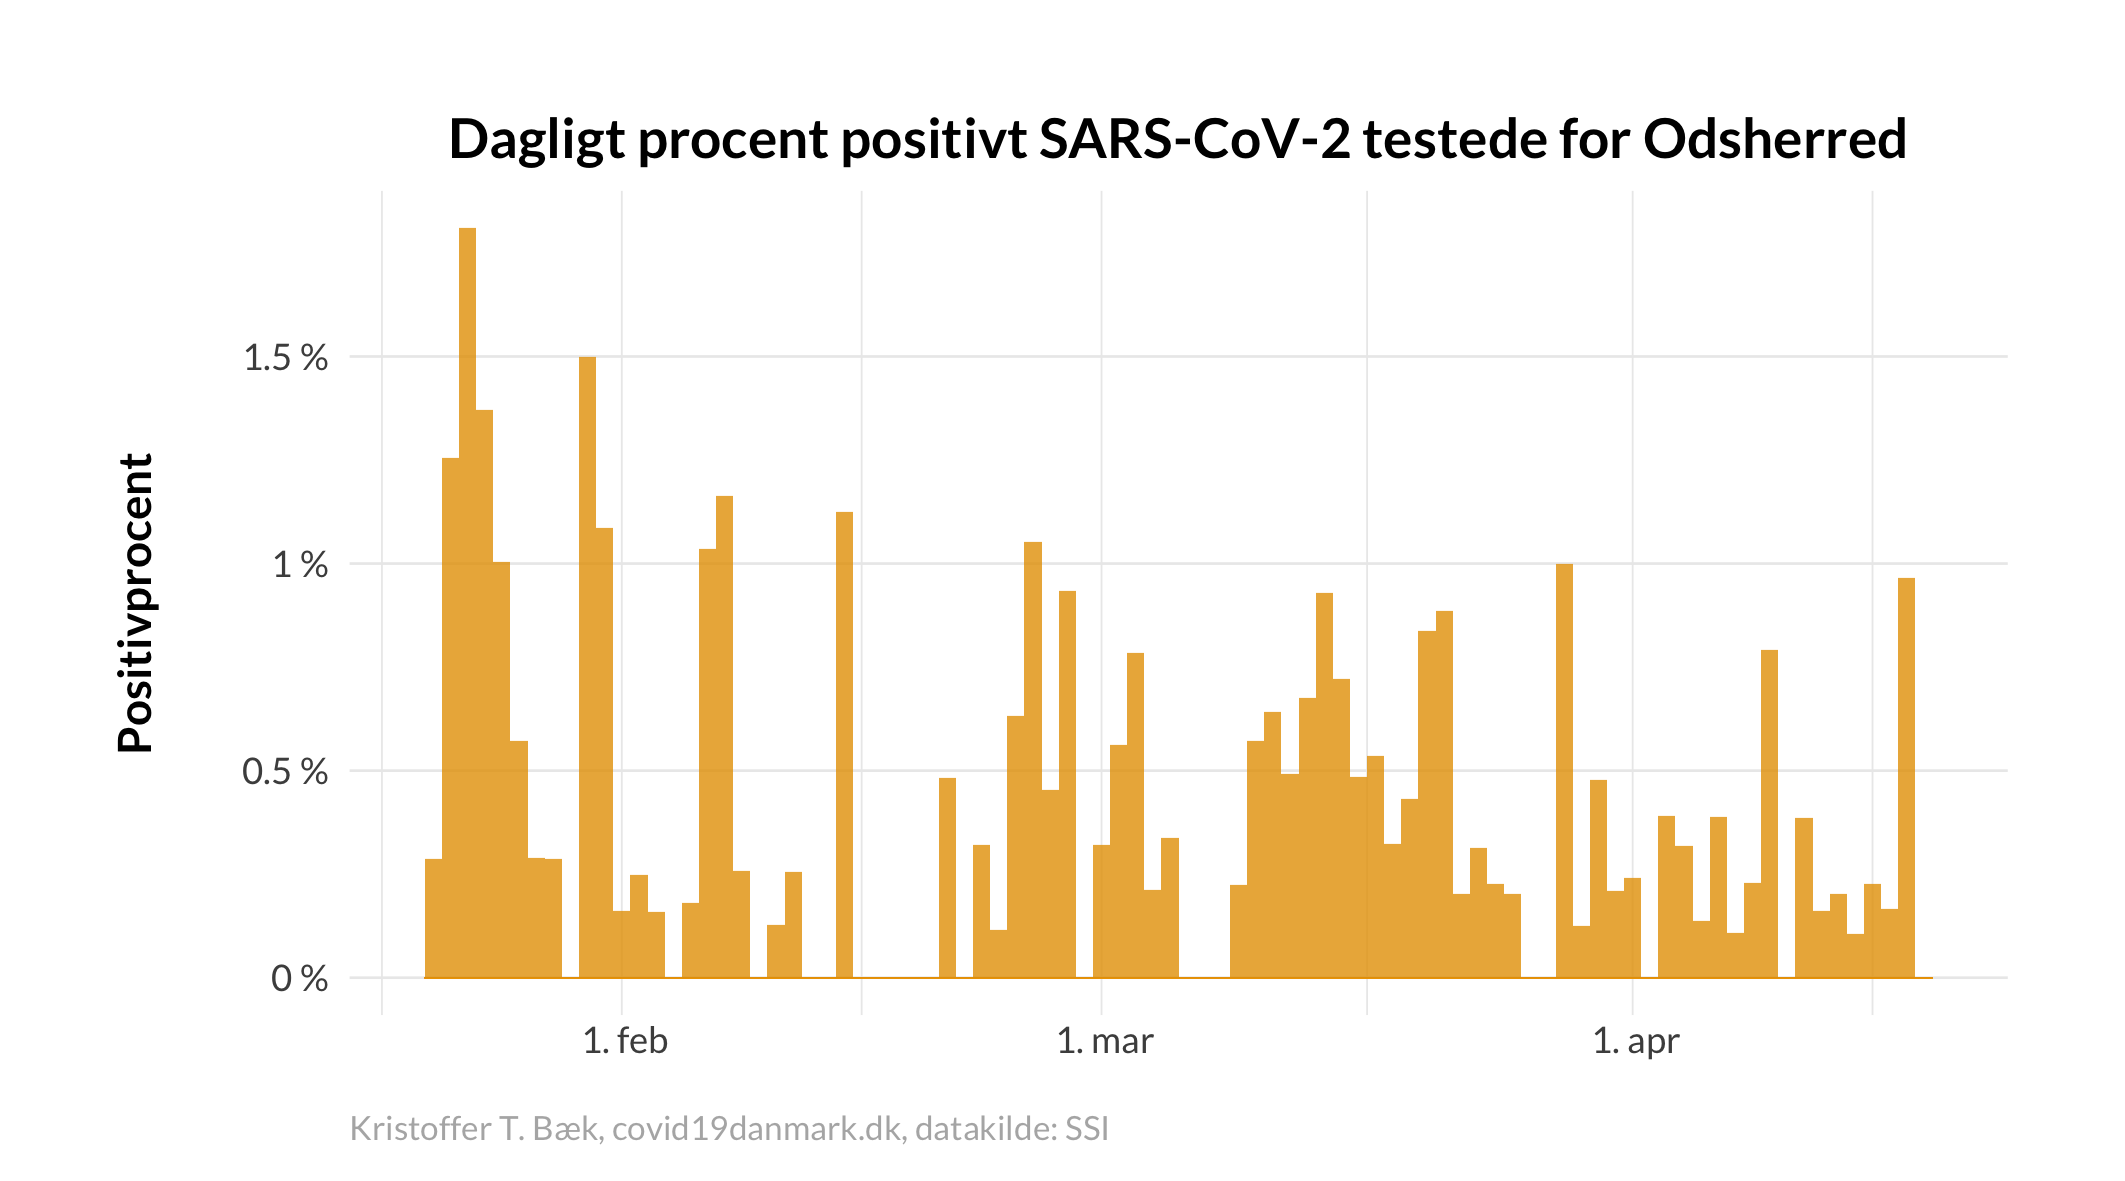 Dagligt procent positivt SARS-CoV-2 testede for Odsherred
Positivprocent
1.5 %
1 %
0.5 %
0 %
1. feb
1. mar
1. apr
Kristoffer T. Bæk, covid19danmark.dk, datakilde: SSI